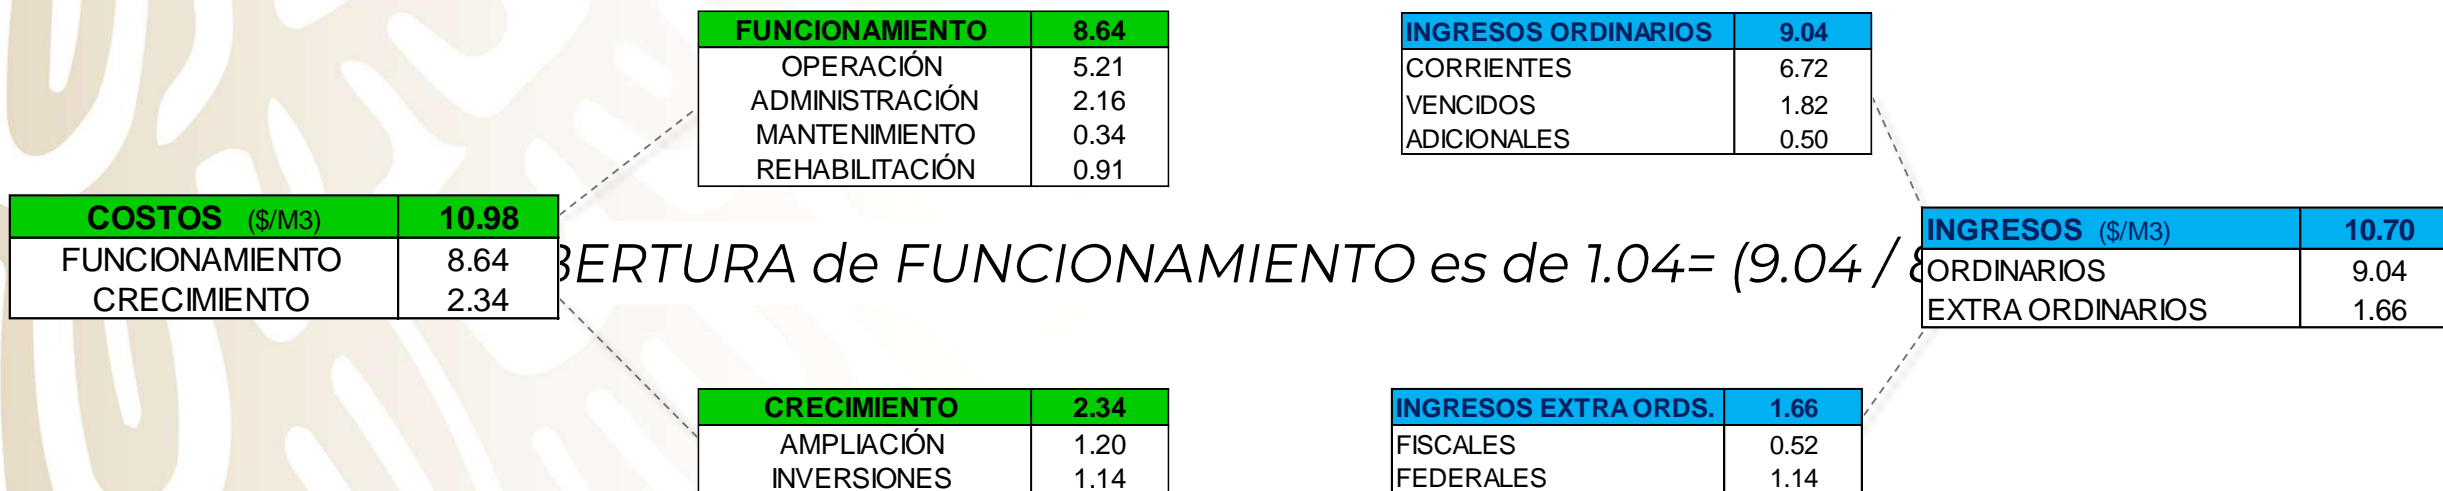 FUNCIONAMIENTO 8.64
OPERACIÓN 5.21
ADMINISTRACIÓN 2.16
MANTENIMIENTO 0.34
REHABILITACIÓN 0.91
INGRESOS ORDINARIOS 9.04
CORRIENTES 6.72
VENCIDOS 1.82
ADICIONALES 0.50
COSTOS ($/M3) 10.98
FUNCIONAMIENTO 8.64
CRECIMIENTO 2.34
BERTURA de FUNCIONAMIENTO es de 1.04= (9.04 /
INGRESOS ($/M3) 10.70
ORDINARIOS 9.04
EXTRA ORDINARIOS 1.66
CRECIMIENTO 2.34
AMPLIACIÓN 1.20
INVERSIONES 1.14
INGRESOS EXTRA ORDS. 1.66
FISCALES 0.52
FEDERALES 1.14